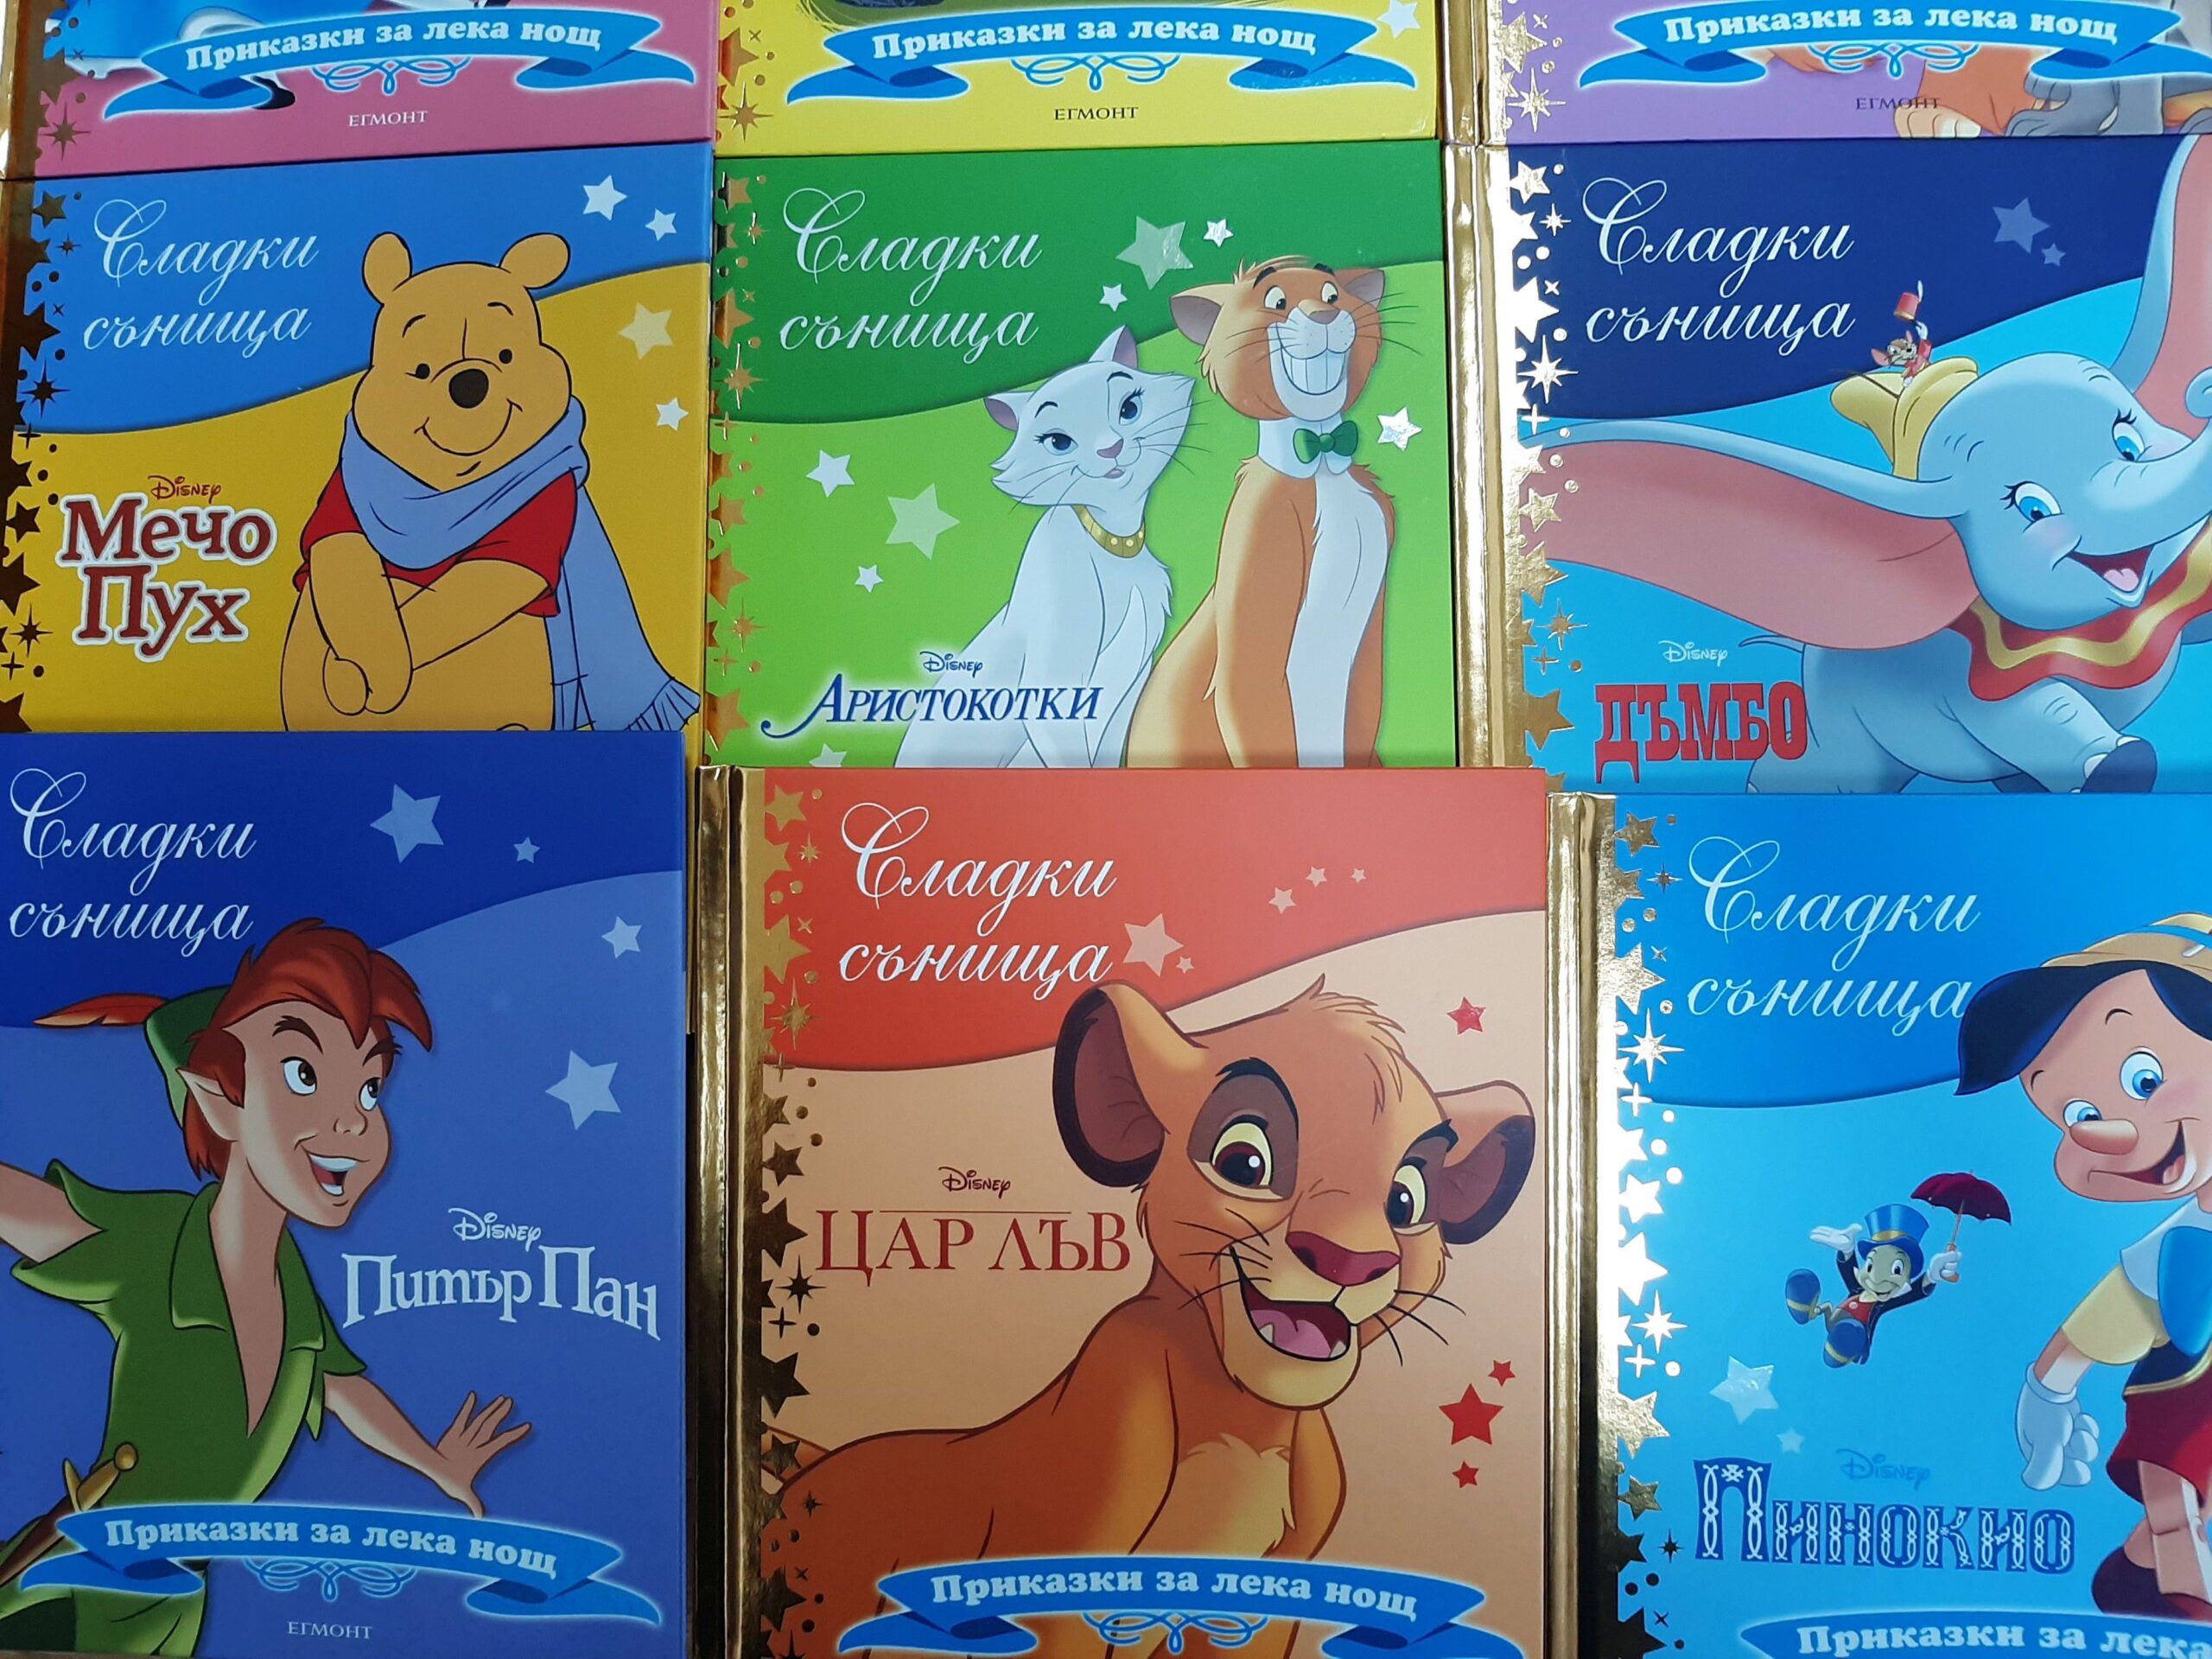 Приказки за лека нощ
ЕГМОНТ
Приказки за лека нощ
ЕГМОНТ
Приказки за лека нощ
ЕГМОНТ
Сладки
сънища
Disney
Мечо
Пух
Сладки
сънища
Disney
АРИСТОКОТКИ
Сладки
сънища
Disney
ДЪМБО
Сладки
сънища
Disney
Питър Пан
Приказки за лека нощ
ЕГМОНТ
Сладки
сънища
Disney
ЦАР ЛЪВ
Приказки за лека нощ
Сладки
сънища
Disney
ПИНОКИО
Приказки за лека